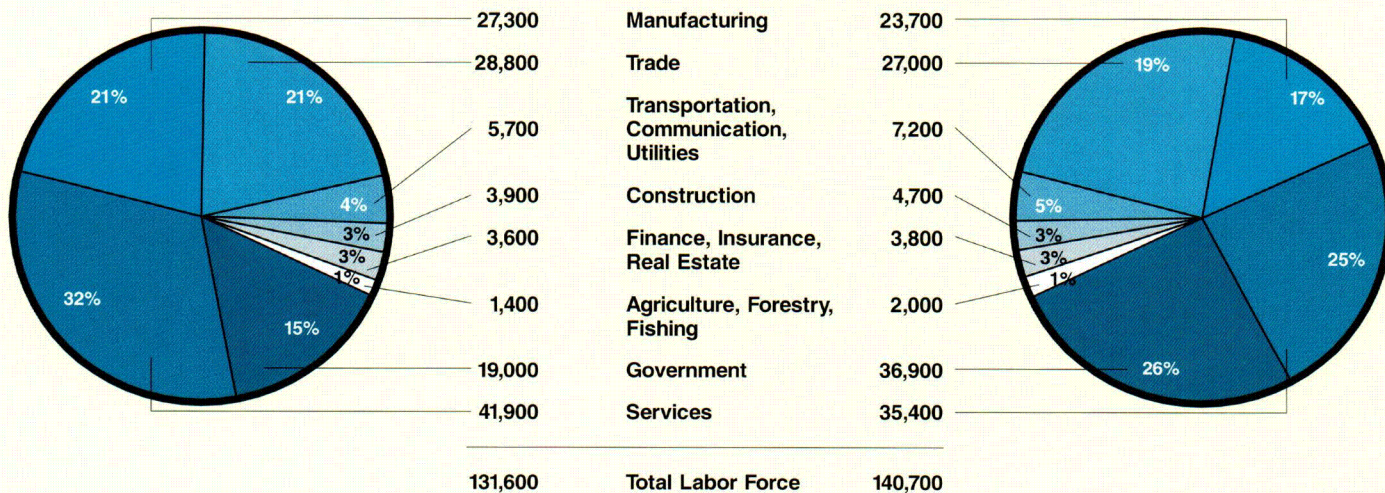 27,300 Manufacturing 23,700
28,800 Trade 27,000
Transportation,
5,700 Communication, 7,200
Utilities
3,900 Construction 4,700
3,600 Finance, Insurance, 3,800
Real Estate
1,400 Agriculture, Forestry, 2,000
Fishing
19,000 Government 36,900
41,900 Services 35,400
131,600 Total Labor Force 140,700
21%
21%
4%
3%
3%
1%
15%
32%
19%
17%
5%
3%
3%
1%
25%
26%